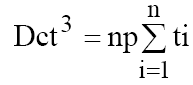 n
Dct³ = np∑ti
i=1